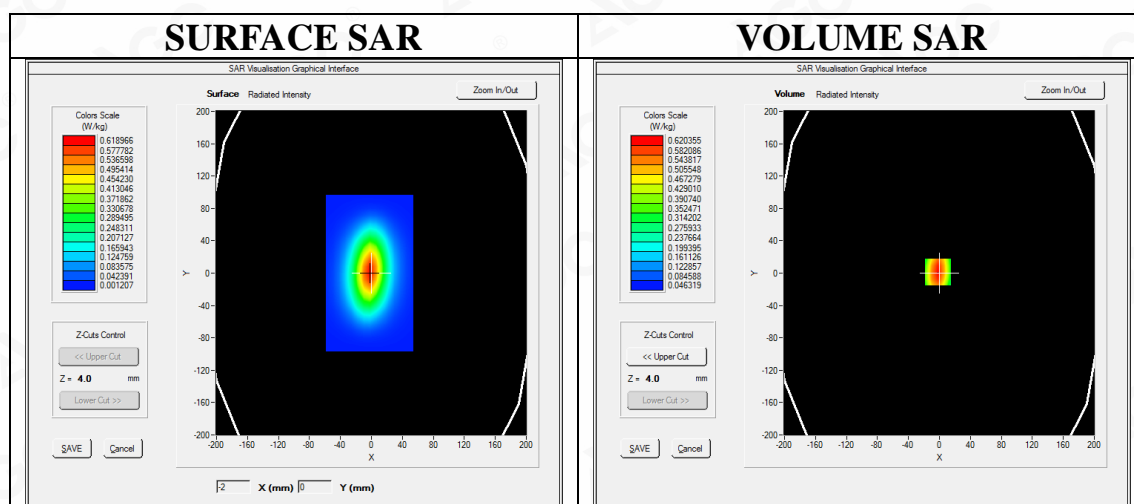 SURFACE SAR
SAR Visualisation Graphical Interface
Surface Radiated Intensity
Zoom In/Out
Colors Scale
(W/kg)
0.618966
0.577782
0.536598
0.495414
0.454230
0.413046
0.371862
0.330678
0.289495
0.248311
0.207127
0.165943
0.124759
0.083575
0.042391
0.001207
Z-Cuts Control
<< Upper Cut
Z = 4.0 mm
Lower Cut >>
SAVE Cancel
200
160
120
80
40
0
-40
-80
-120
-160
-200
Y
-200 -160 -120 -80 -40 0 40 80 120 160 200
X
-2 X (mm) 0 Y (mm)
VOLUME SAR
SAR Visualisation Graphical Interface
Volume Radiated Intensity
Zoom In/Out
Colors Scale
(W/kg)
0.620355
0.582086
0.543817
0.505548
0.467279
0.429010
0.390740
0.352471
0.314202
0.275933
0.237664
0.199395
0.161126
0.122857
0.084588
0.046319
Z-Cuts Control
<< Upper Cut
Z = 4.0 mm
Lower Cut >>
SAVE Cancel
200
160
120
80
40
0
-40
-80
-120
-160
-200
Y
-200 -160 -120 -80 -40 0 40 80 120 160 200
X